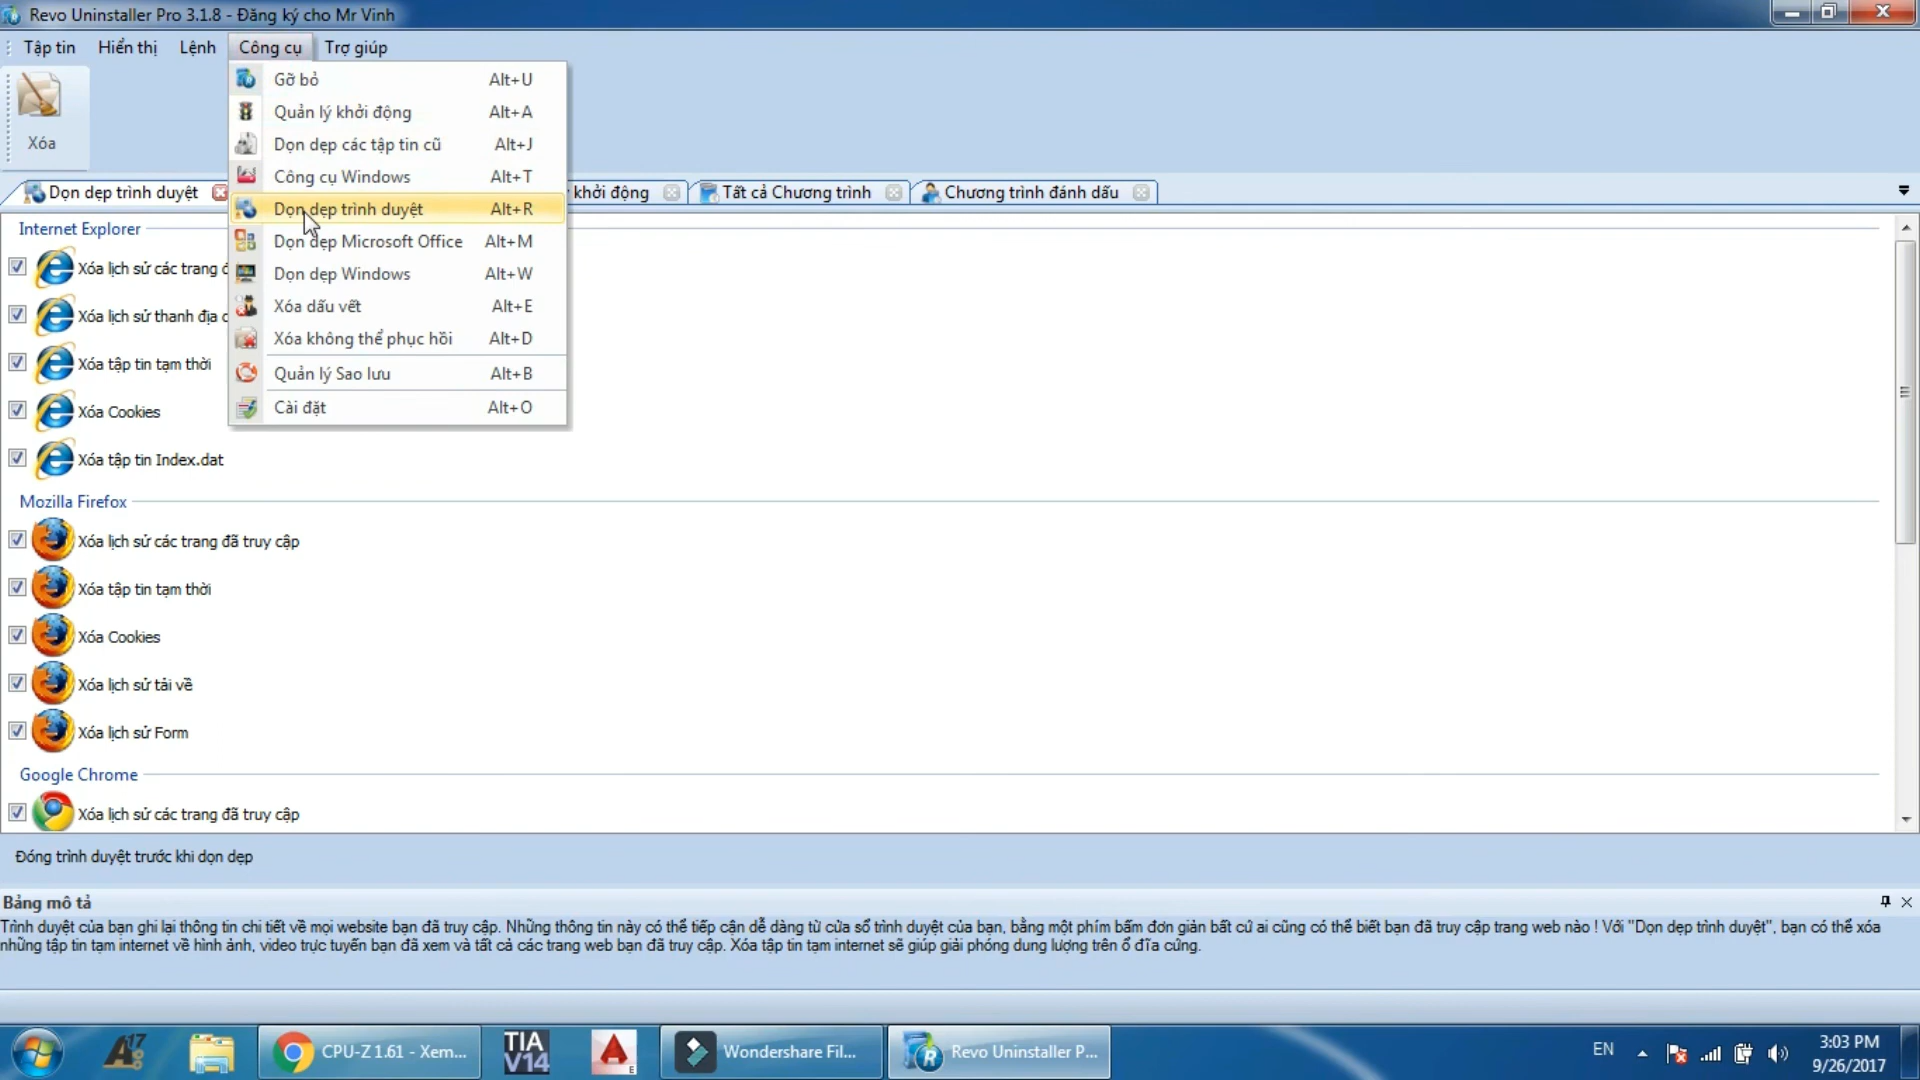 Revo Uninstaller Pro 3.1.8 - Đăng ký cho Mr Vinh
Tập tin Hiển thị Lệnh Công cụ Trợ giúp
Xóa
Gỡ bỏ Alt+U
Quản lý khởi động Alt+A
Dọn dẹp các tập tin cũ Alt+J
Công cụ Windows Alt+T
Dọn dẹp trình duyệt Alt+R
Dọn dẹp Microsoft Office Alt+M
Dọn dẹp Windows Alt+W
Xóa dấu vết Alt+E
Xóa không thể phục hồi Alt+D
Quản lý Sao lưu Alt+B
Cài đặt Alt+O
Dọn dẹp trình duyệt khởi động Tất cả Chương trình Chương trình đánh dấu
Internet Explorer
Xóa lịch sử các trang
Xóa lịch sử thanh địa
Xóa tập tin tạm thời
Xóa Cookies
Xóa tập tin Index.dat
Mozilla Firefox
Xóa lịch sử các trang đã truy cập
Xóa tập tin tạm thời
Xóa Cookies
Xóa lịch sử tải về
Xóa lịch sử Form
Google Chrome
Xóa lịch sử các trang đã truy cập
Đóng trình duyệt trước khi dọn dẹp
Bảng mô tả
Trình duyệt của bạn ghi lại thông tin chi tiết về mọi website bạn đã truy cập. Những thông tin này có thể tiếp cận dễ dàng từ cửa sổ trình duyệt của bạn, bằng một phím bấm đơn giản bất cứ ai cũng có thể biết bạn đã truy cập trang web nào ! Với "Dọn dẹp trình duyệt", bạn có thể xóa
những tập tin tạm internet về hình ảnh, video trực tuyến bạn đã xem và tất cả các trang web bạn đã truy cập. Xóa tập tin tạm internet sẽ giúp giải phóng dung lượng trên ổ đĩa cứng.
17
CPU-Z 1.61 - Xem...
TIA
V14
E
Wondershare Fil...
R
Revo Uninstaller P...
EN
3:03 PM
9/26/2017